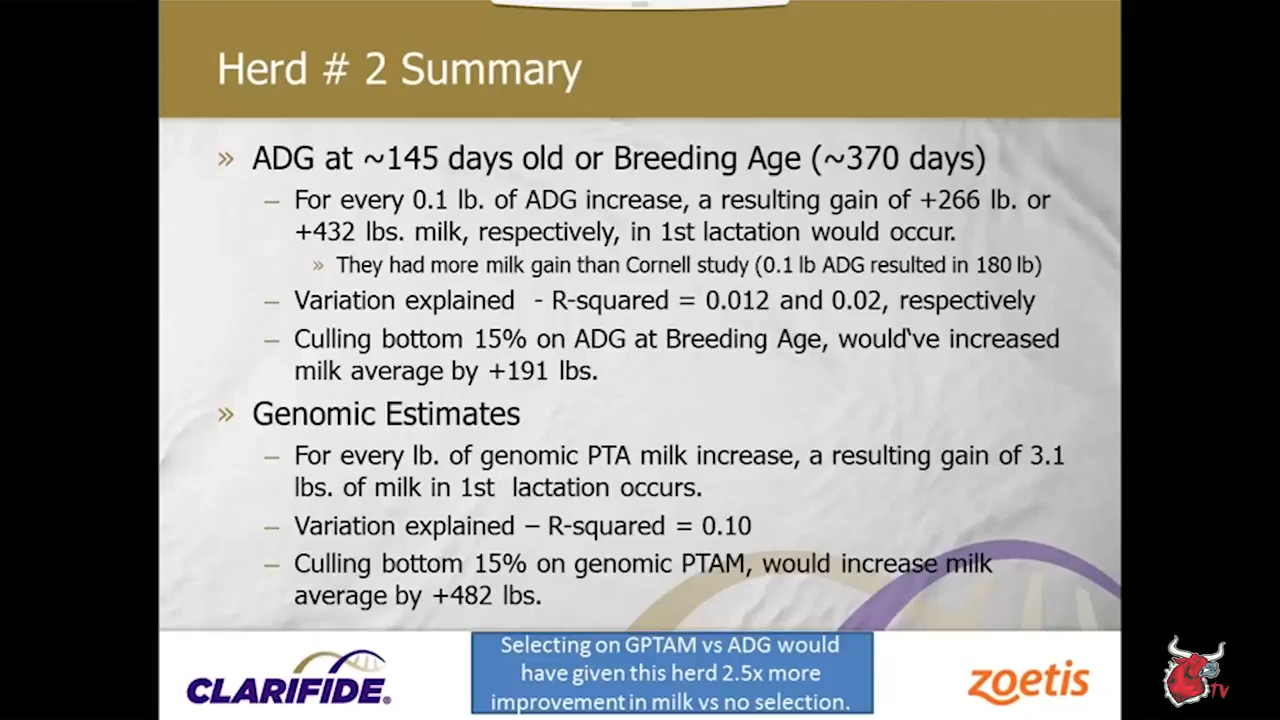 Herd # 2 Summary
» ADG at ~145 days old or Breeding Age (~370 days)
– For every 0.1 lb. of ADG increase, a resulting gain of +266 lb. or
+432 lbs. milk, respectively, in 1st lactation would occur.
» They had more milk gain than Cornell study (0.1 lb ADG resulted in 180 lb)
– Variation explained - R-squared = 0.012 and 0.02, respectively
– Culling bottom 15% on ADG at Breeding Age, would‘ve increased
milk average by +191 lbs.
» Genomic Estimates
– For every lb. of genomic PTA milk increase, a resulting gain of 3.1
lbs. of milk in 1st lactation occurs.
– Variation explained – R-squared = 0.10
– Culling bottom 15% on genomic PTAM, would increase milk
average by +482 lbs.
Selecting on GPTAM vs ADG would
have given this herd 2.5x more
improvement in milk vs no selection.
CLARIFIDE®
zoetis
TV